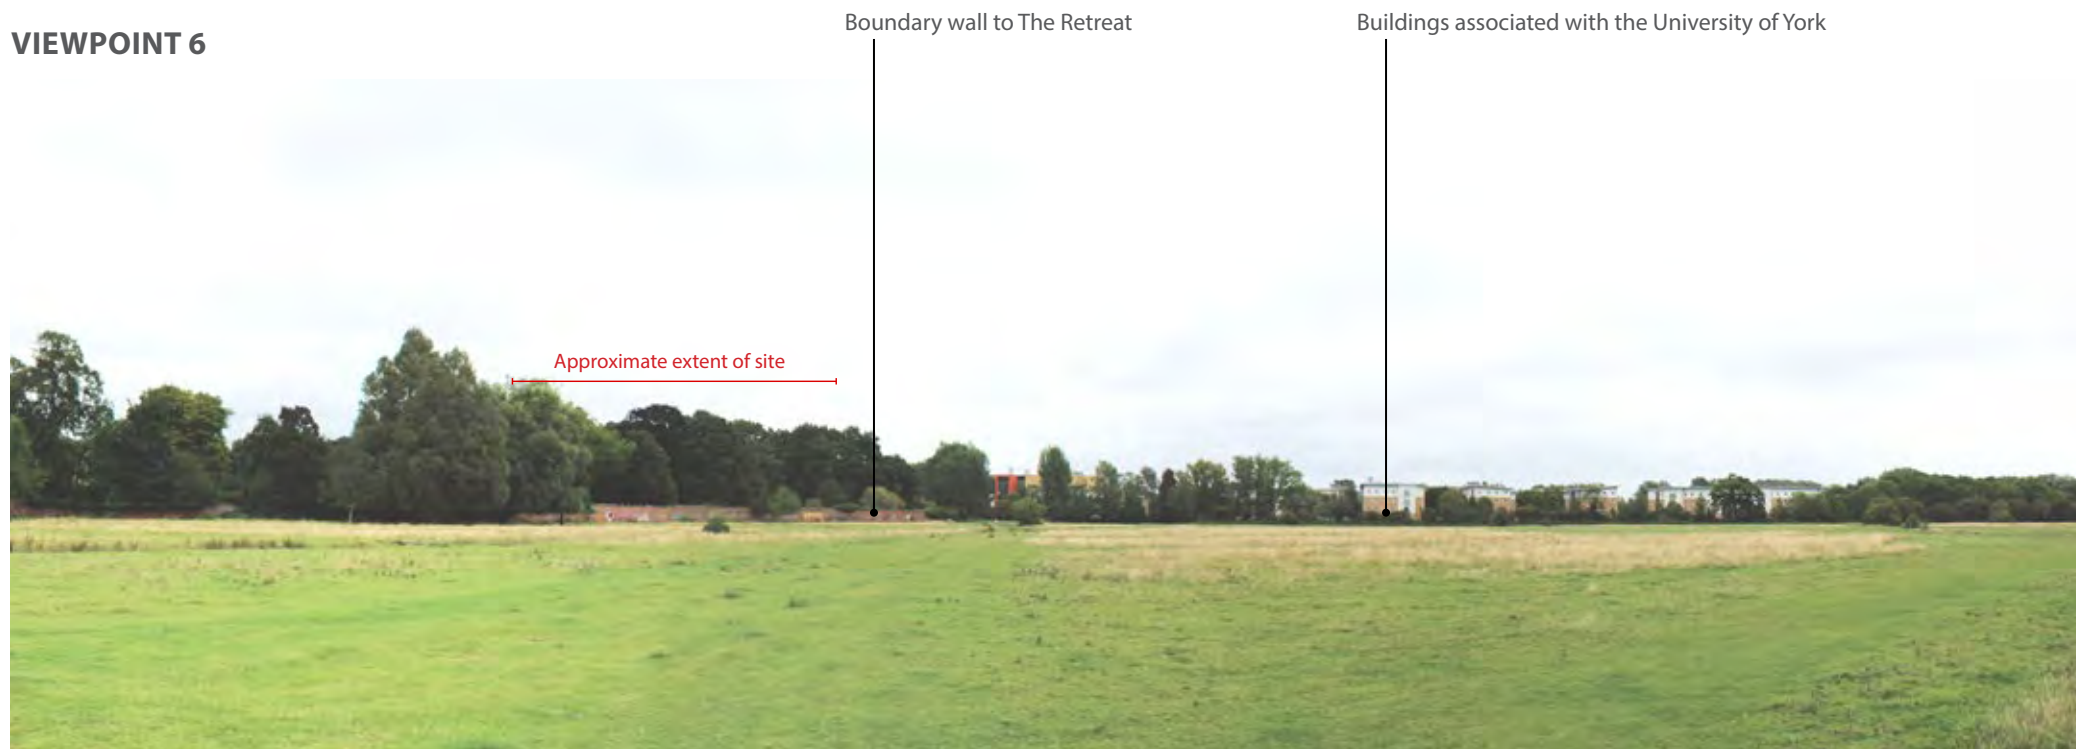 VIEWPOINT 6
Boundary wall to The Retreat
Buildings associated with the University of York
Approximate extent of site